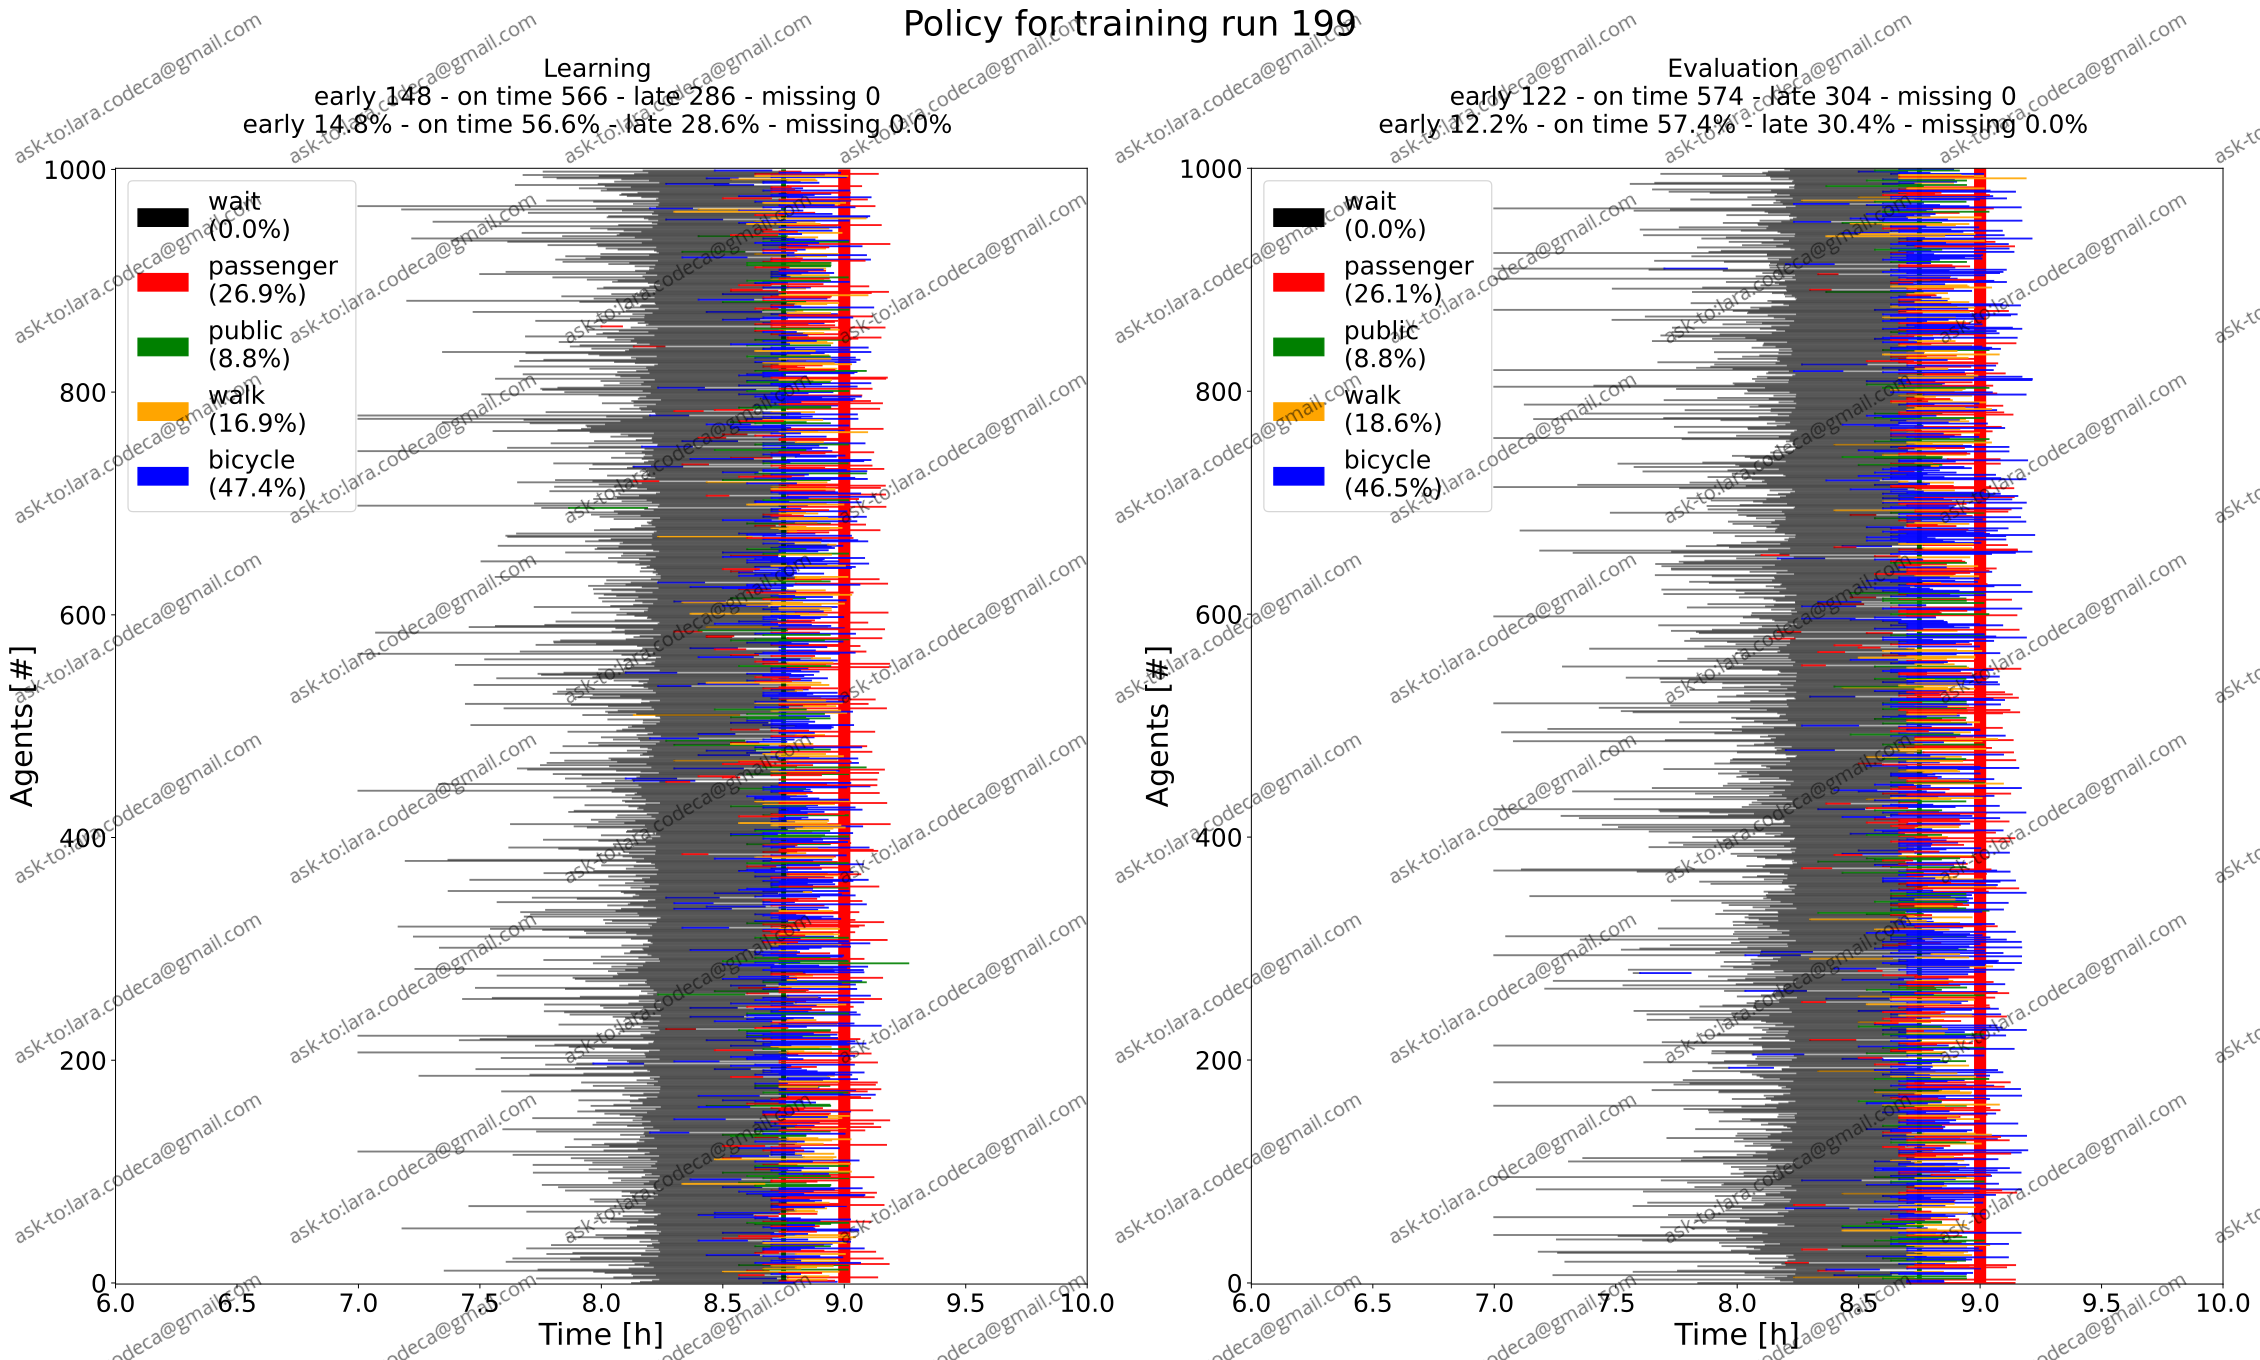 Policy for training run 199
Learning
early 148 - on time 566 - late 286 - missing 0
early 14.8% - on time 56.6% - late 28.6% - missing 0.0%
Agents [#]
1000
800
600
400
200
0
wait
(0.0%)
passenger
(26.9%)
public
(8.8%)
walk
(16.9%)
bicycle
(47.4%)
6.0 6.5 7.0 7.5 8.0 8.5 9.0 9.5 10.0
Time [h]
Evaluation
early 122 - on time 574 - late 304 - missing 0
early 12.2% - on time 57.4% - late 30.4% - missing 0.0%
Agents [#]
1000
800
600
400
200
0
wait
(0.0%)
passenger
(26.1%)
public
(8.8%)
walk
(18.6%)
bicycle
(46.5%)
6.0 6.5 7.0 7.5 8.0 8.5 9.0 9.5 10.0
Time [h]
ask-to:lara.codeca@gmail.com